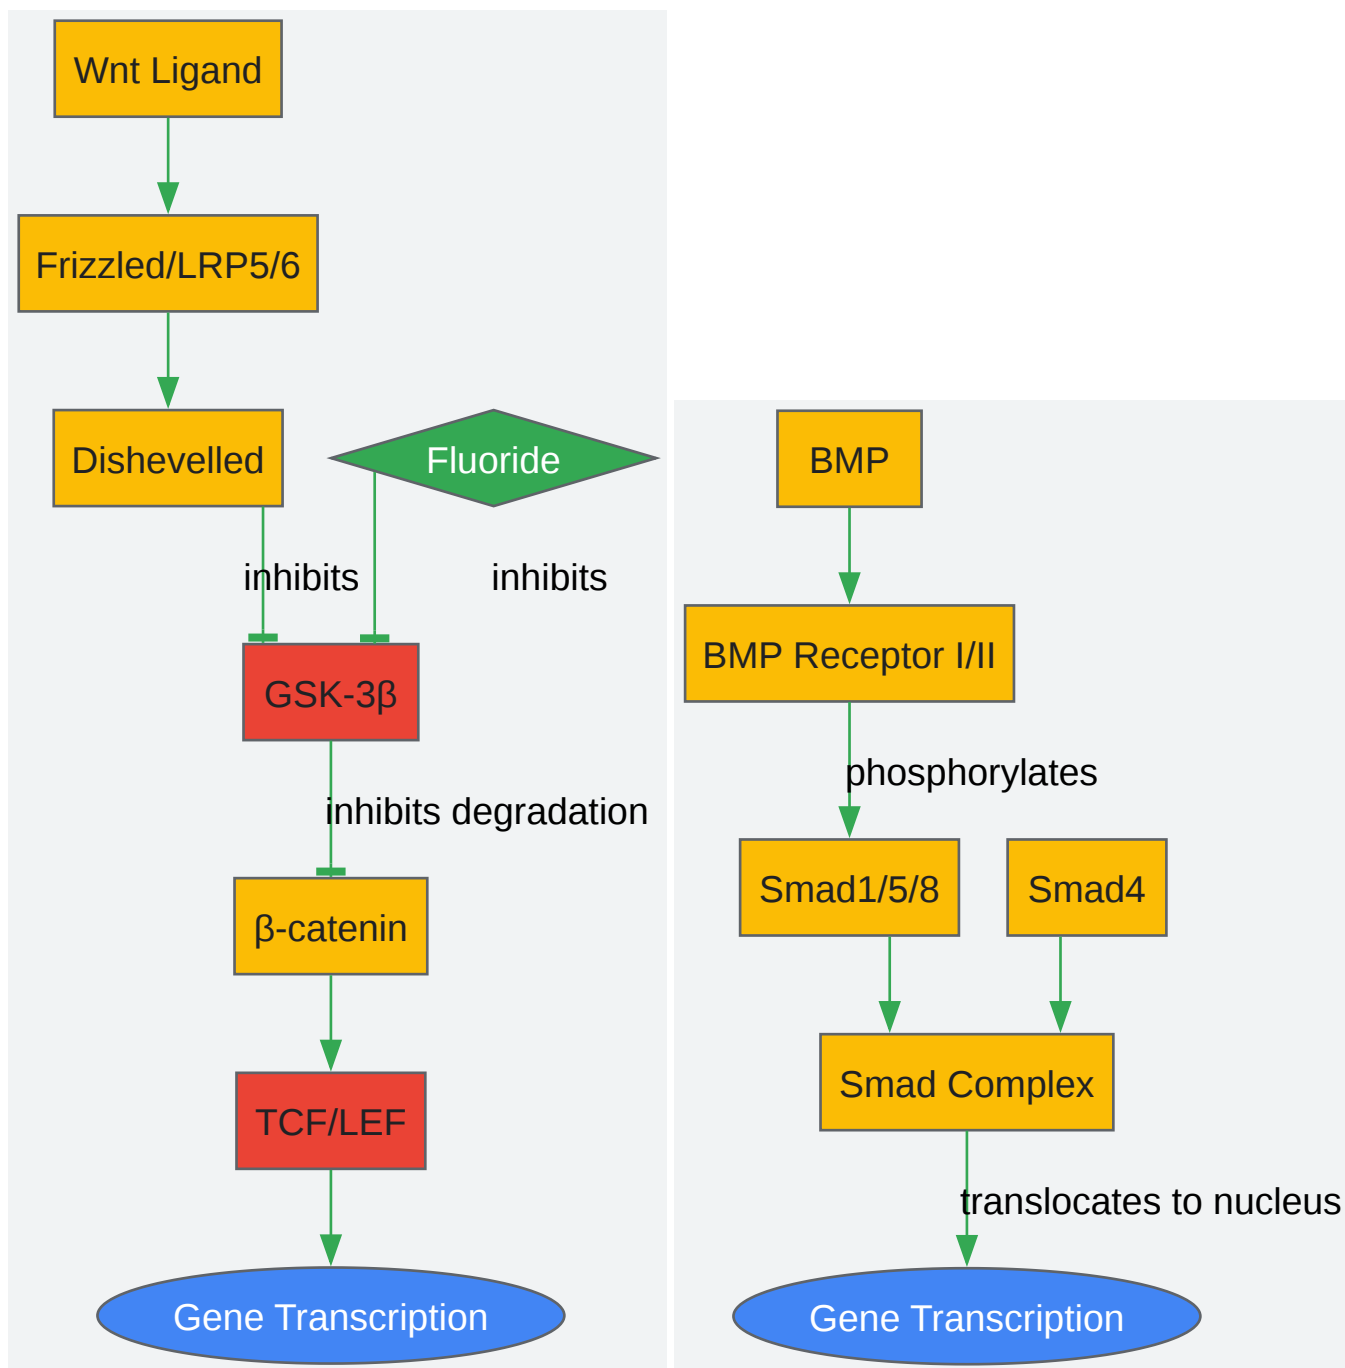 Wnt Ligand
Frizzled/LRP5/6
Dishevelled
Fluoride
inhibits
inhibits
GSK-3β
inhibits degradation
β-catenin
TCF/LEF
Gene Transcription
BMP
BMP Receptor I/II
phosphorylates
Smad1/5/8
Smad4
Smad Complex
translocates to nucleus
Gene Transcription